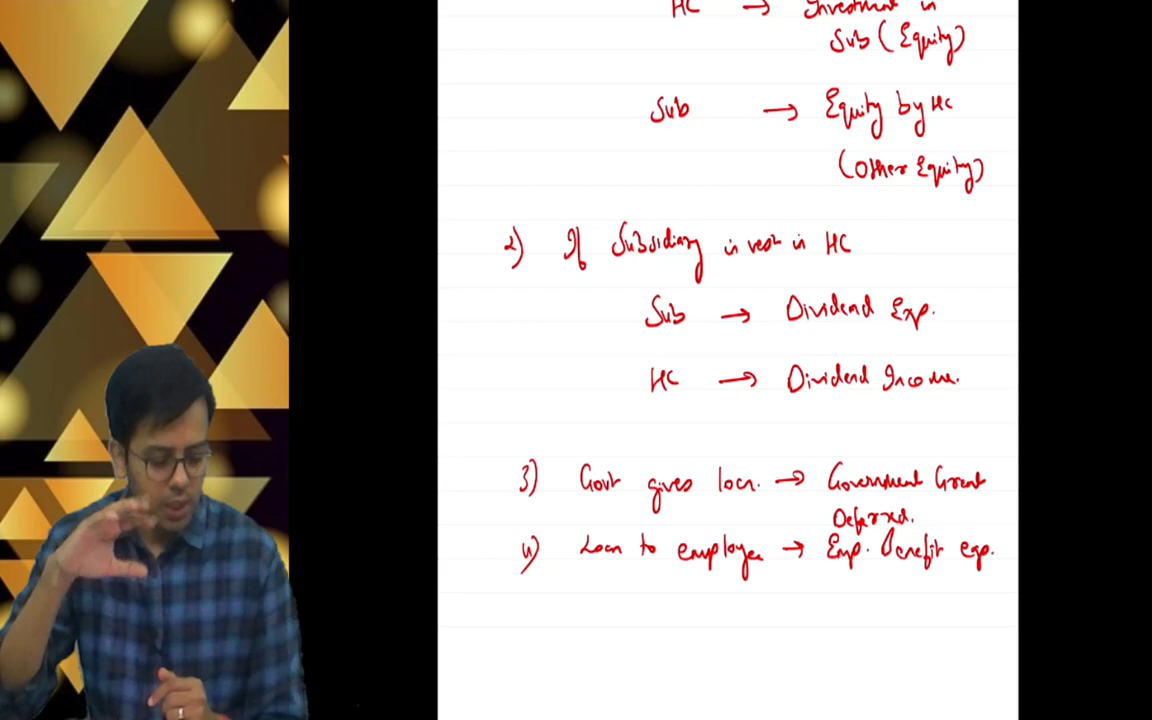 HC → Investment in
Sub (Equity)
Sub → Equity by HC
(Other Equity)
2) If Subsidiary invest in HC
Sub → Dividend Exp.
HC → Dividend Income.
3) Govt gives loan. → Government Grant
Deferred.
4) Loan to employee → Emp. Benefit exp.